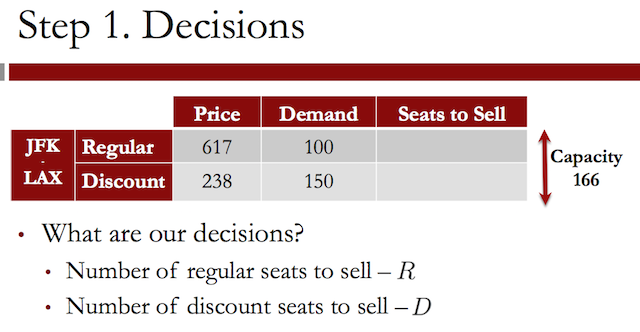 Step 1. Decisions
Price Demand Seats to Sell
JFK - LAX
Regular 617 100
Discount 238 150
Capacity
166
• What are our decisions?
• Number of regular seats to sell – R
• Number of discount seats to sell – D